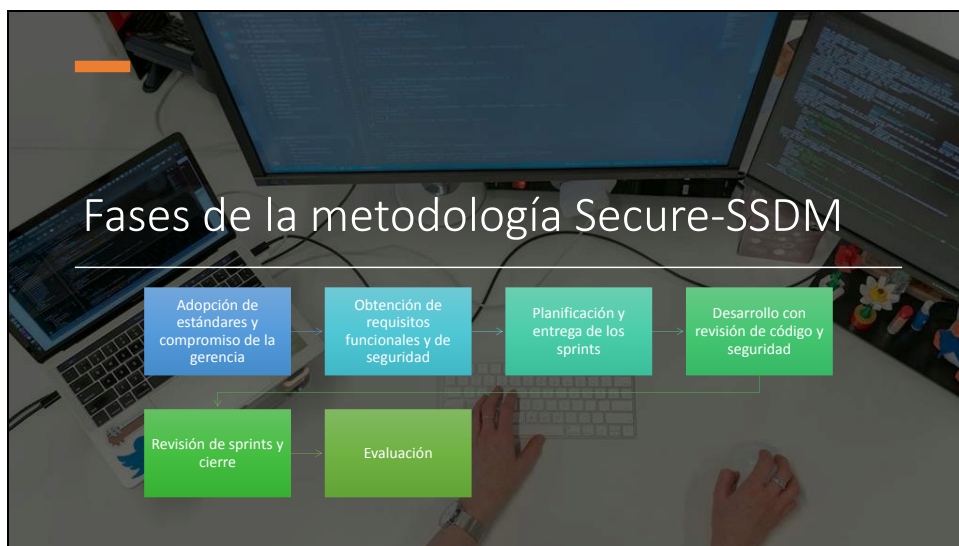 Fases de la metodología Secure-SSDM
Adopción de
estándares y
compromiso de la
gerencia
Obtención de
requisitos
funcionales y de
seguridad
Planificación y
entrega de los
sprints
Desarrollo con
revisión de código y
seguridad
Revisión de sprints y
cierre
Evaluación